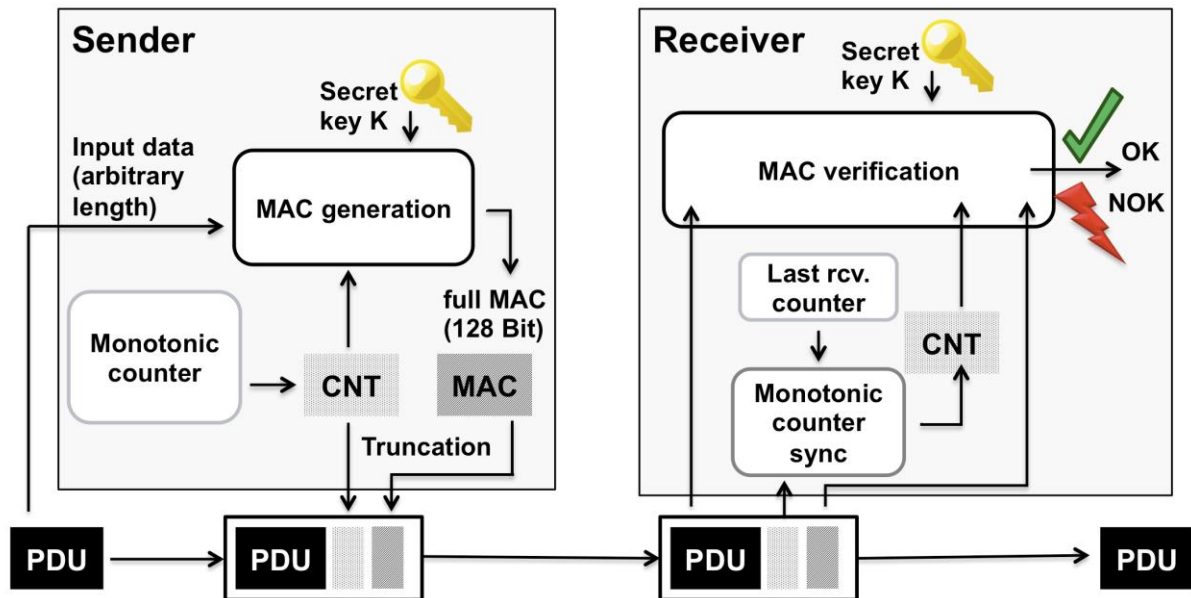 Sender
Secret
key K
Input data
(arbitrary
length)
MAC generation
full MAC
(128 Bit)
Monotonic
counter
CNT
MAC
Truncation
Receiver
Secret
key K
MAC verification
OK
NOK
Last rcv.
counter
CNT
Monotonic
counter
sync
PDU
PDU
PDU
PDU